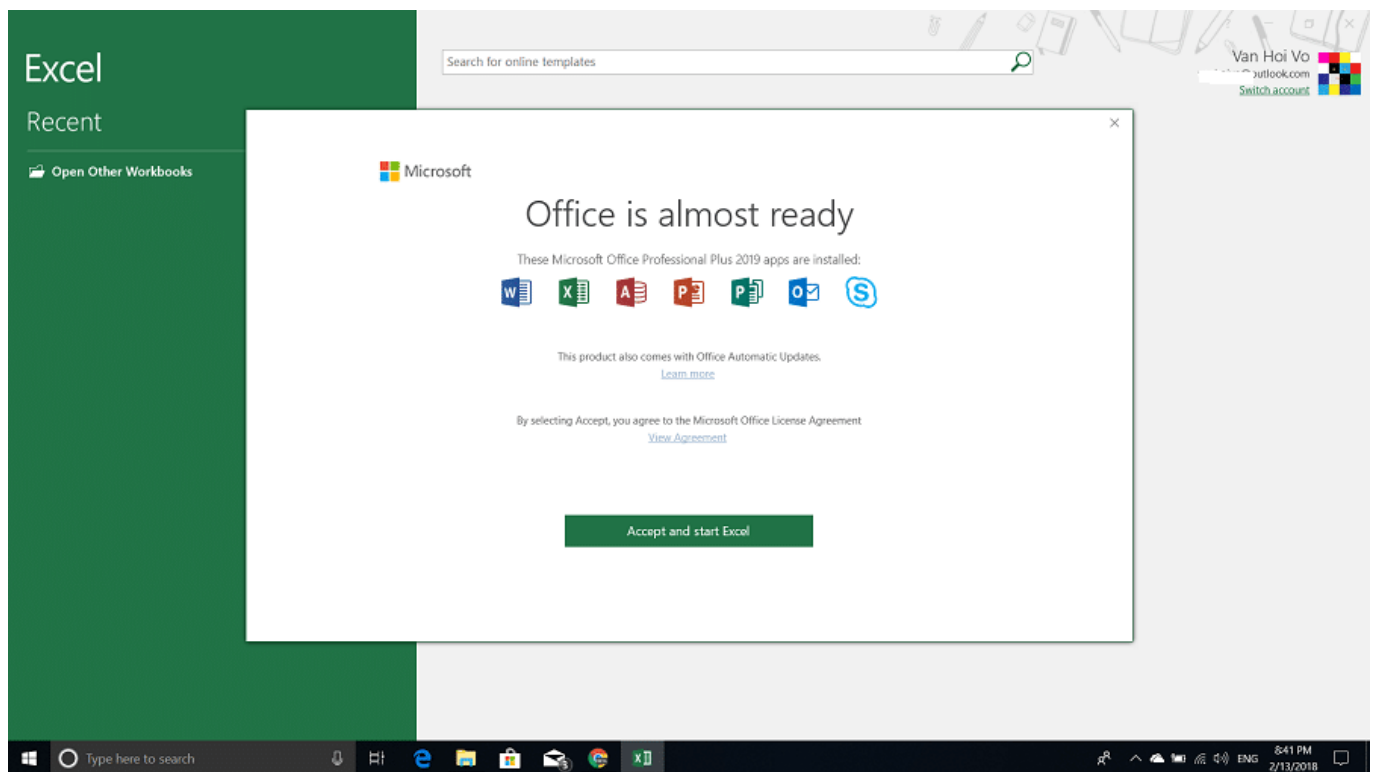 Excel
Recent
Open Other Workbooks
Search for online templates
Van Hoi Vo
outlook.com
Switch account
Microsoft
Office is almost ready
These Microsoft Office Professional Plus 2019 apps are installed:
W X A P P O S
This product also comes with Office Automatic Updates.
Learn more
By selecting Accept, you agree to the Microsoft Office License Agreement
View Agreement
Accept and start Excel
Type here to search
ENG
8:41 PM
2/13/2018